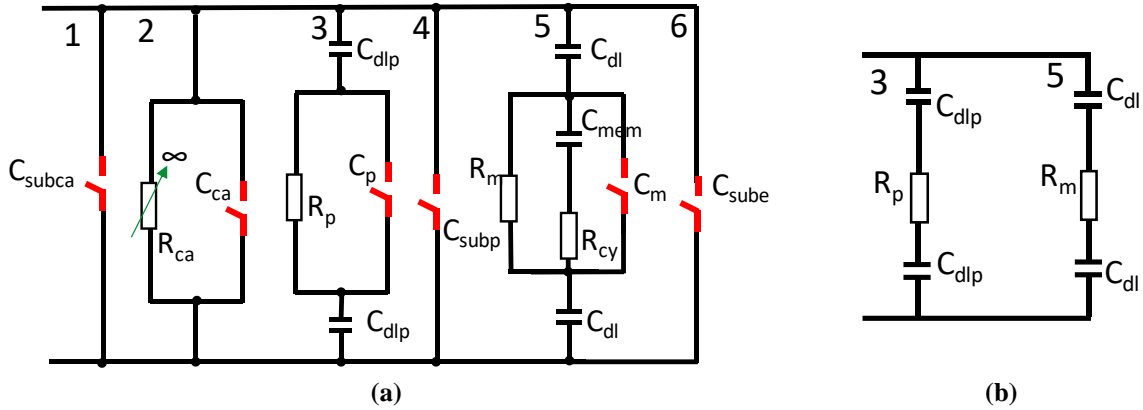 1 2 3 4 5 6
C_dlp C_dl
C_mem
C_subca ∞ C_ca C_p R_m C_m C_sube
R_ca R_p C_subp R_cy
C_dlp C_dl
(a)
3 5
C_dlp C_dl
R_p R_m
C_dlp C_dl
(b)